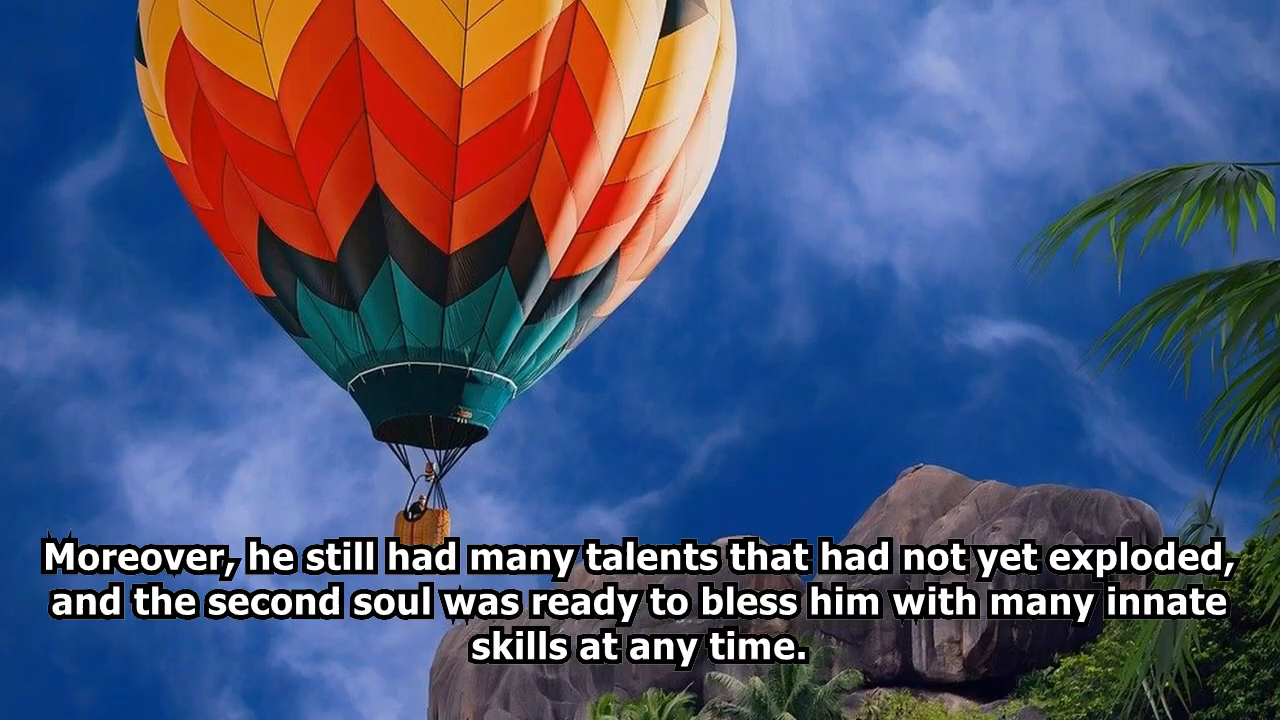 Moreover, he still had many talents that had not yet exploded,
and the second soul was ready to bless him with many innate
skills at any time.